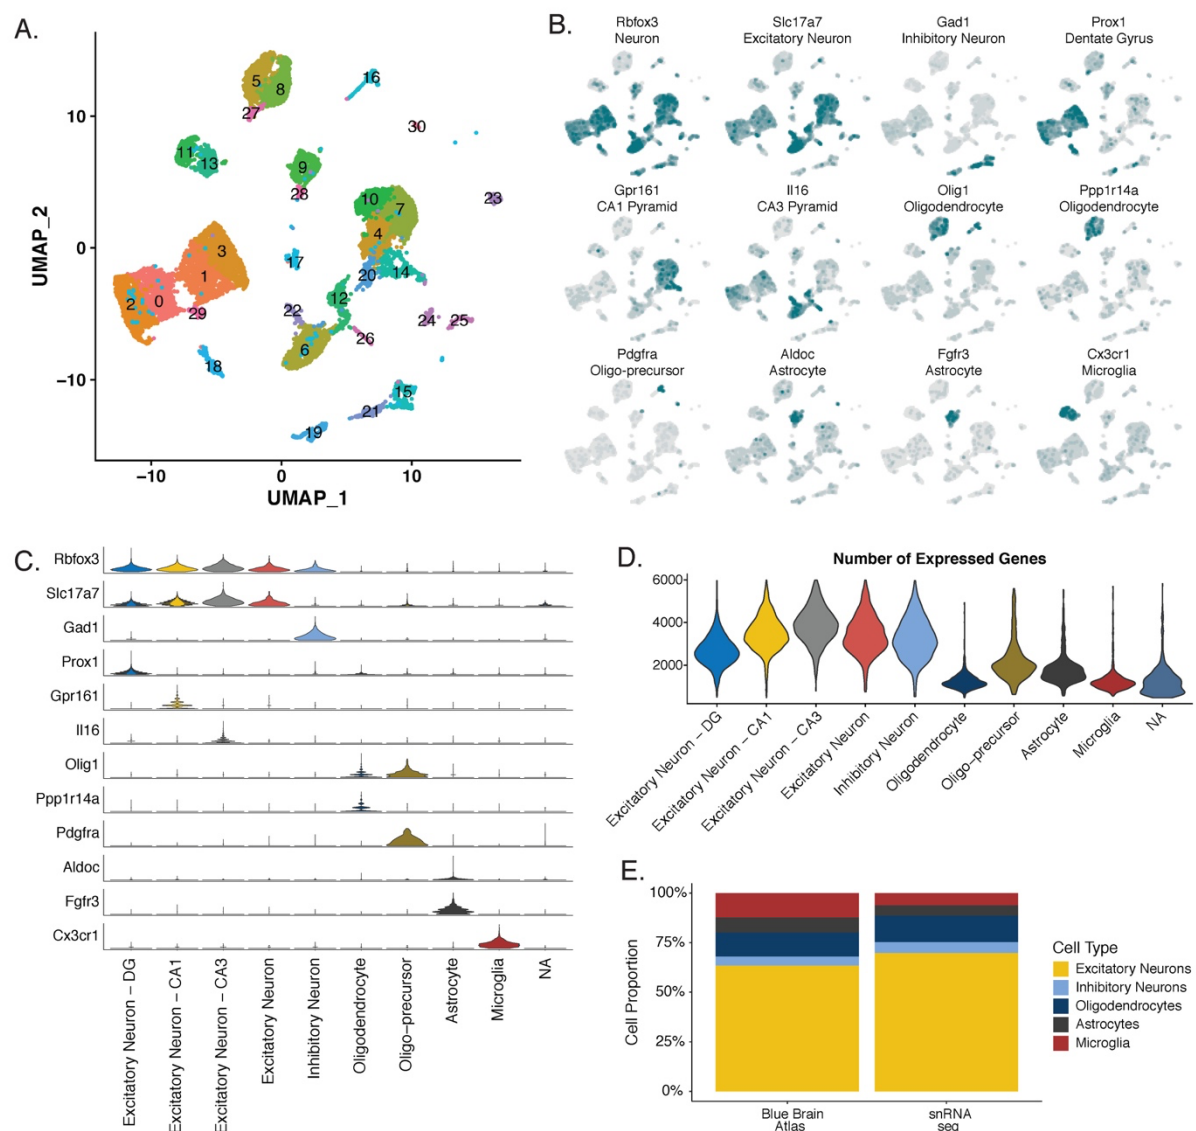 A.
10
0
−10
UMAP_2
−10
0
10
UMAP_1
5
8
27
16
30
11
13
9
28
23
10
7
4
3
1
17
20
14
2
0
29
12
22
24
25
26
6
18
15
21
19
B.
Rbfox3
Neuron
Slc17a7
Excitatory Neuron
Gad1
Inhibitory Neuron
Prox1
Dentate Gyrus
Gpr161
CA1 Pyramid
Il16
CA3 Pyramid
Olig1
Oligodendrocyte
Ppp1r14a
Oligodendrocyte
Pdgfra
Oligo-precursor
Aldoc
Astrocyte
Fgfr3
Astrocyte
Cx3cr1
Microglia
C.
Rbfox3
Slc17a7
Gad1
Prox1
Gpr161
Il16
Olig1
Ppp1r14a
Pdgfra
Aldoc
Fgfr3
Cx3cr1
Excitatory Neuron − DG
Excitatory Neuron − CA1
Excitatory Neuron − CA3
Excitatory Neuron
Inhibitory Neuron
Oligodendrocyte
Oligo−precursor
Astrocyte
Microglia
NA
D.
Number of Expressed Genes
6000
4000
2000
Excitatory Neuron − DG
Excitatory Neuron − CA1
Excitatory Neuron − CA3
Excitatory Neuron
Inhibitory Neuron
Oligodendrocyte
Oligo−precursor
Astrocyte
Microglia
NA
E.
100%
75%
50%
25%
0%
Cell Proportion
Blue Brain
Atlas
snRNA
seq
Cell Type
Excitatory Neurons
Inhibitory Neurons
Oligodendrocytes
Astrocytes
Microglia